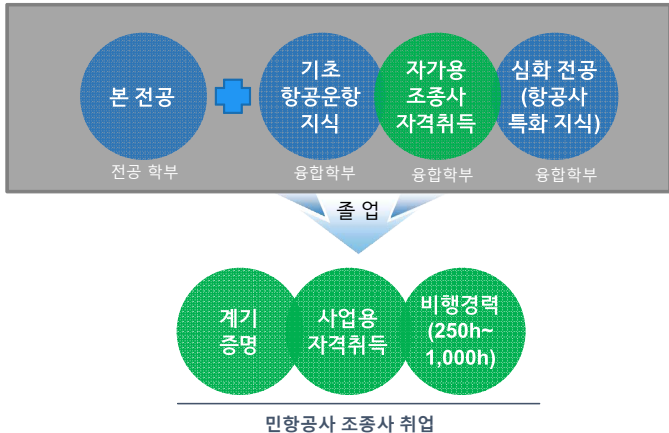 본 전공
기초
항공운항
지식
자가용
조종사
자격취득
심화 전공
(항공사
특화 지식)
전공 학부
융합학부
융합학부
융합학부
졸 업
계기
증명
사업용
자격취득
비행경력
(250h~
1,000h)
민항공사 조종사 취업